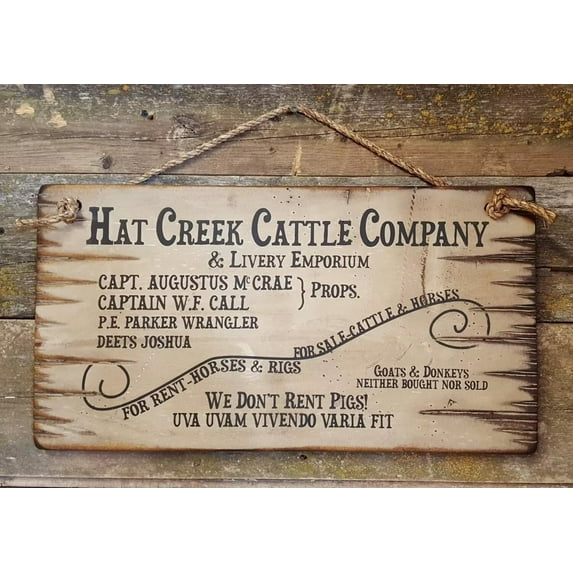 HAT CREEK CATTLE COMPANY
& LIVERY EMPORIUM
CAPT. AUGUSTUS MCCRAE
CAPTAIN W.F. CALL
} PROPS.
P.E. PARKER WRANGLER
DEETS JOSHUA
FOR RENT-HORSES & RIGS
FOR SALE-CATTLE & HORSES
GOATS & DONKEYS
NEITHER BOUGHT NOR SOLD
WE DON'T RENT PIGS!
UVA UVAM VIVENDO VARIA FIT